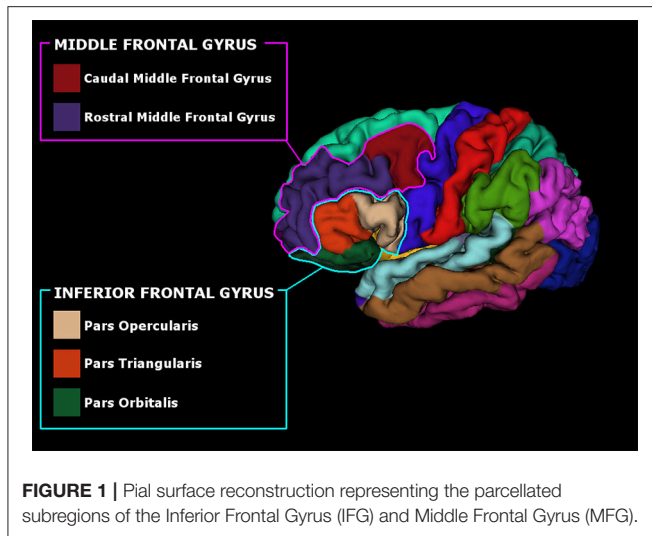 MIDDLE FRONTAL GYRUS
Caudal Middle Frontal Gyrus
Rostral Middle Frontal Gyrus
INFERIOR FRONTAL GYRUS
Pars Opercularis
Pars Triangularis
Pars Orbitalis
FIGURE 1 | Pial surface reconstruction representing the parcellated
subregions of the Inferior Frontal Gyrus (IFG) and Middle Frontal Gyrus (MFG).